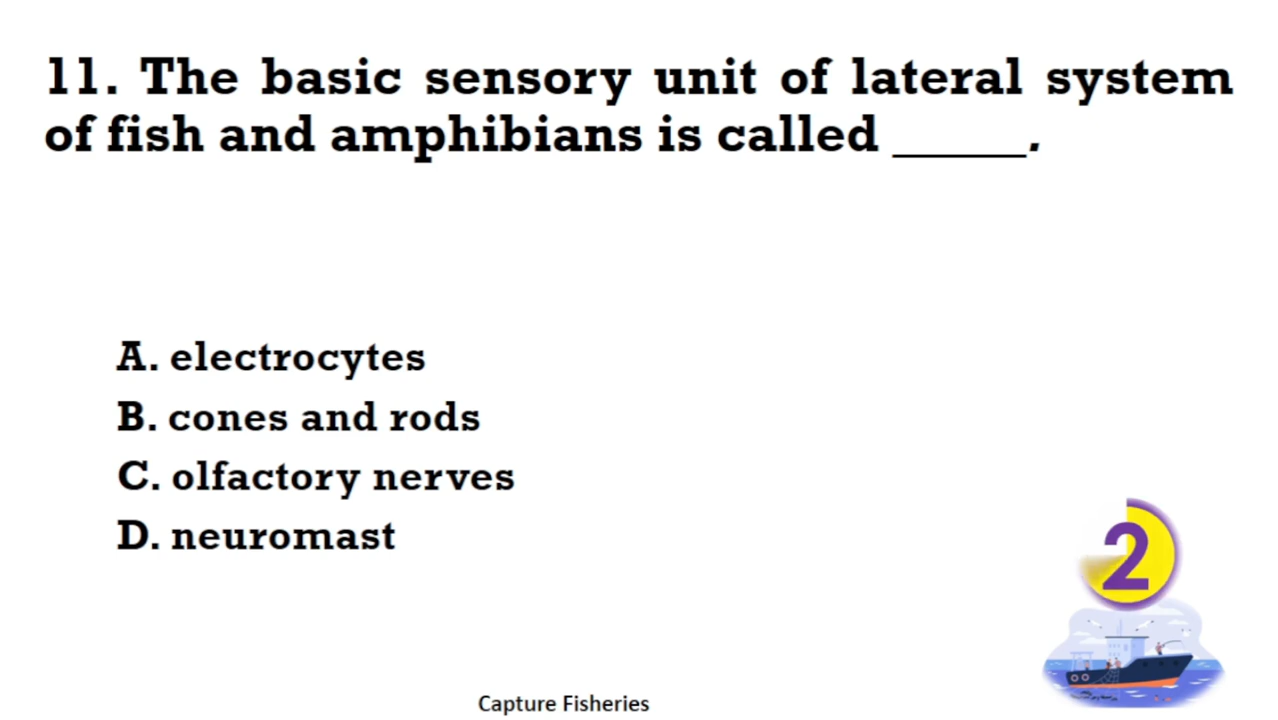 11. The basic sensory unit of lateral system
of fish and amphibians is called _____.
A. electrocytes
B. cones and rods
C. olfactory nerves
D. neuromast
2
Capture Fisheries